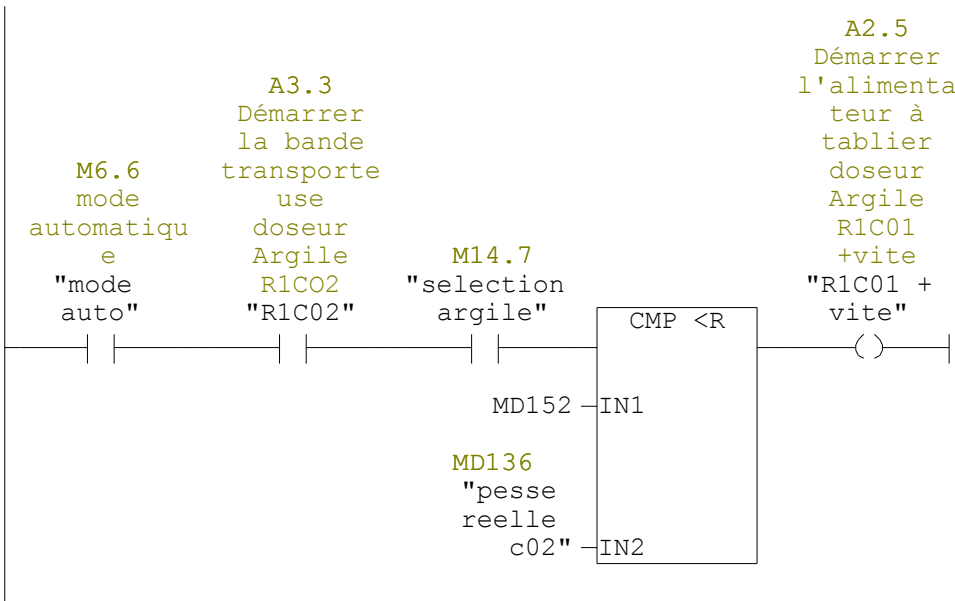 A2.5
Démarrer
l'alimenta
teur à
tablier
doseur
Argile
R1C01
+vite
"R1C01 +
vite"
A3.3
Démarrer
la bande
transporte
use
doseur
Argile
R1CO2
"R1C02"
M6.6
mode
automatiqu
e
"mode
auto"
M14.7
"selection
argile"
CMP <R
MD152
IN1
MD136
"pesse
reelle
c02"
IN2